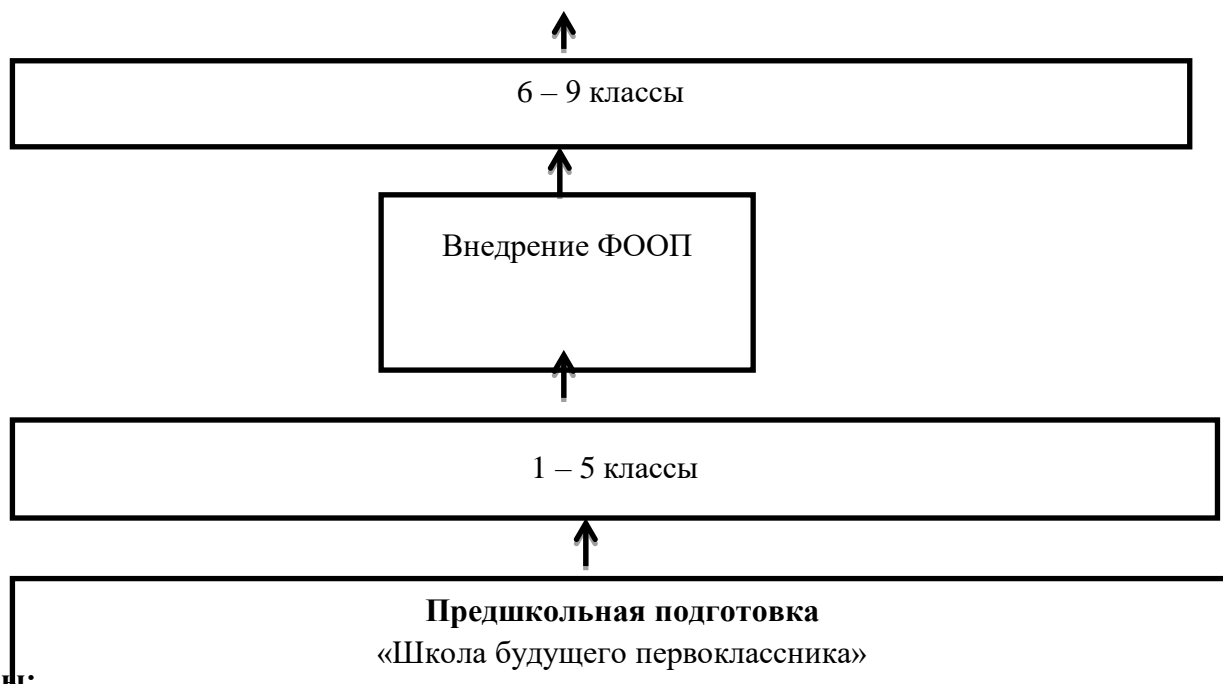 6 – 9 классы
Внедрение ФООП
1 – 5 классы
Предшкольная подготовка
«Школа будущего первоклассника»